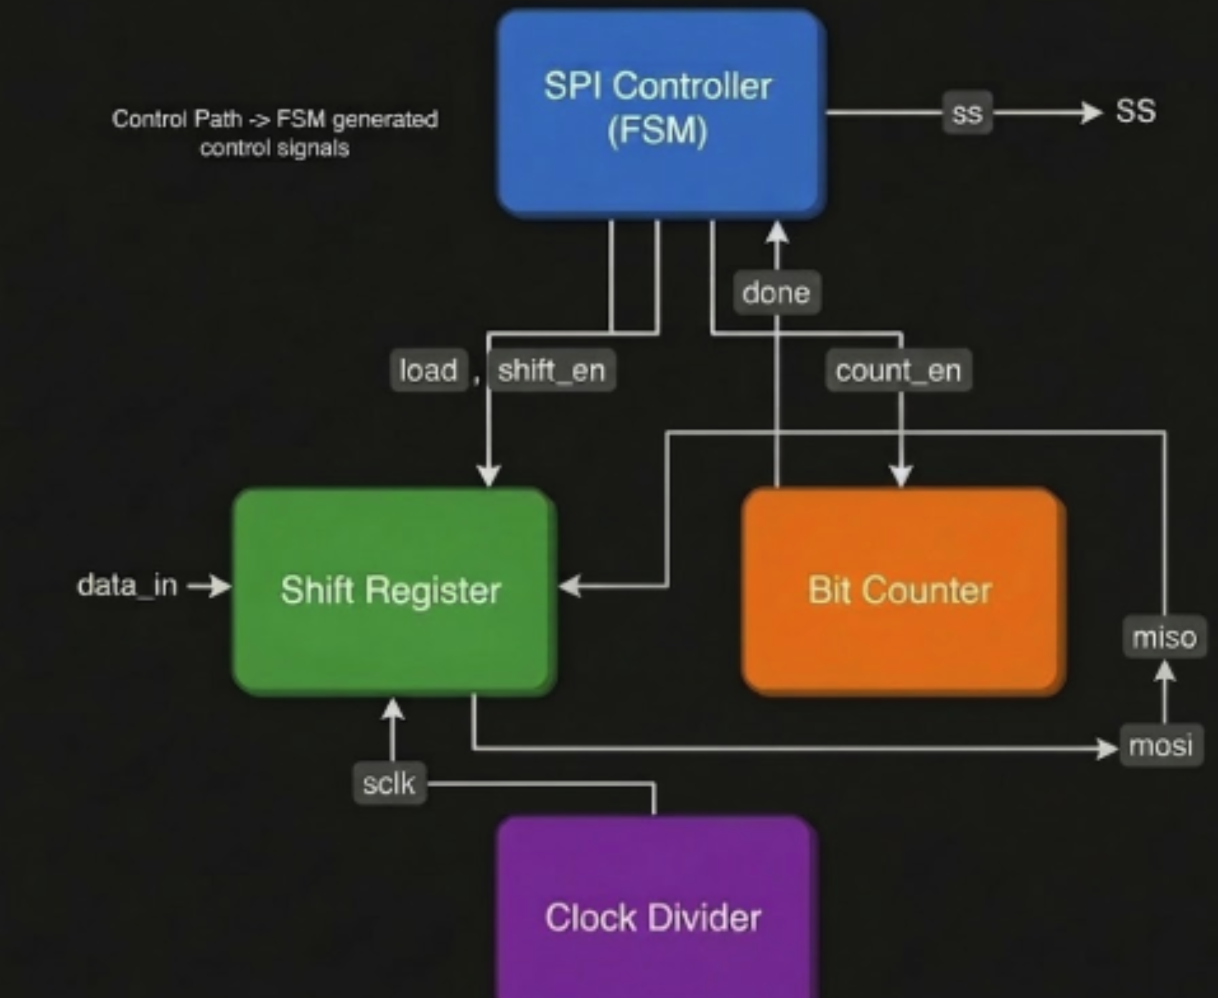 SPI Controller
(FSM)
Control Path -> FSM generated
control signals
ss
SS
done
load , shift_en
count_en
data_in
Shift Register
Bit Counter
miso
mosi
sclk
Clock Divider